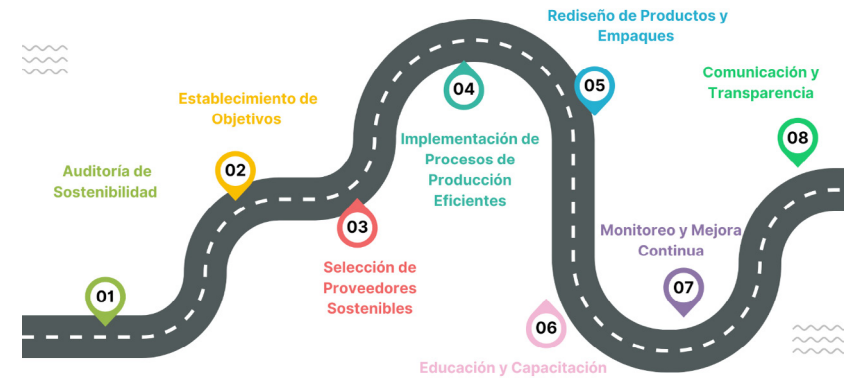 01
Auditoría de
Sostenibilidad
02
Establecimiento de
Objetivos
03
Selección de
Proveedores
Sostenibles
04
Implementación de
Procesos de
Producción
Eficientes
05
Rediseño de Productos y
Empaques
06
Educación y Capacitación
07
Monitoreo y Mejora
Continua
08
Comunicación y
Transparencia